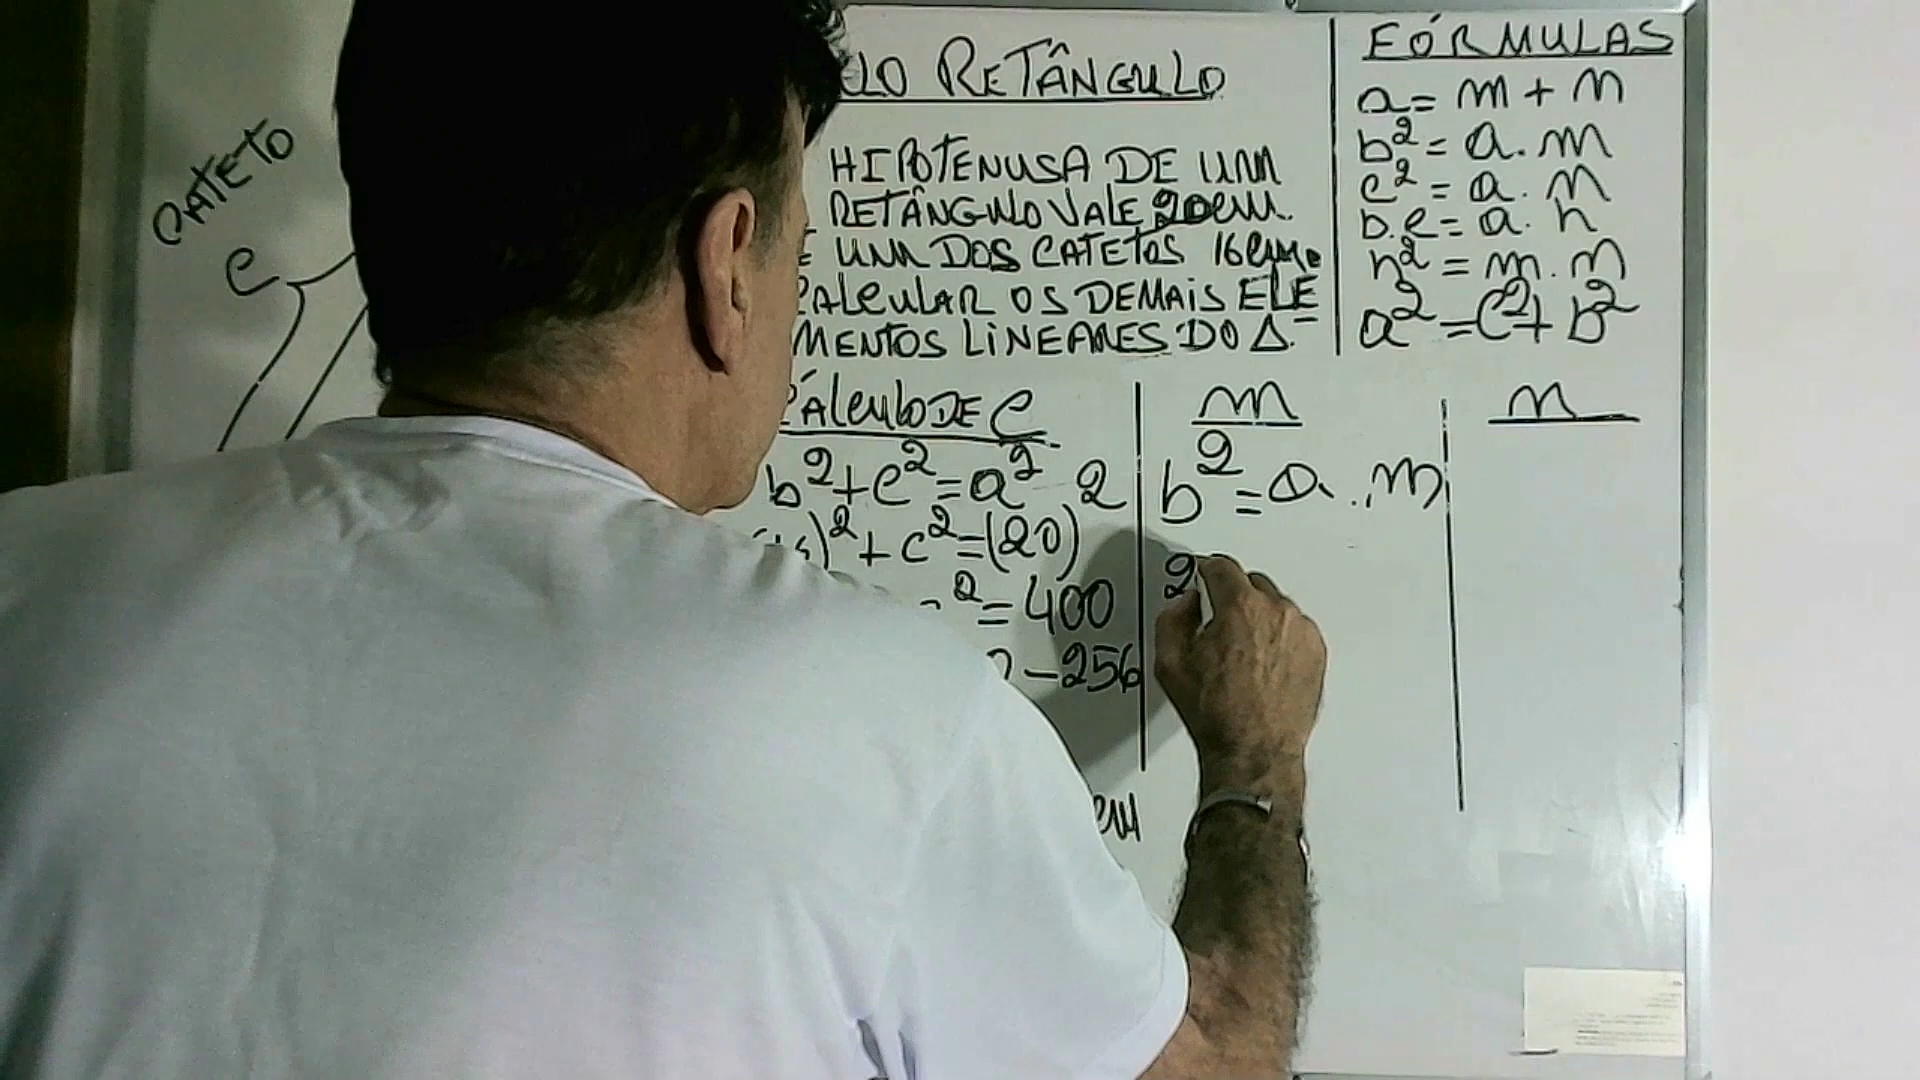 RETÂNGULO
HIPOTENUSA DE UM
RETÂNGULO VALE 20cm.
E UM DOS CATETOS 16cm.
CALCULAR OS DEMAIS ELE
MENTOS LINEARES DO Δ.
FÓRMULAS
a = m + n
b² = a . m
c² = a . n
b . c = a . h
h² = m . n
a² = c² + b²
CATETO
c
CÁLCULO DE C
b² + c² = a²
)² + c² = (20)²
² = 400
- 256
cm
m
b² = a . m
2
n